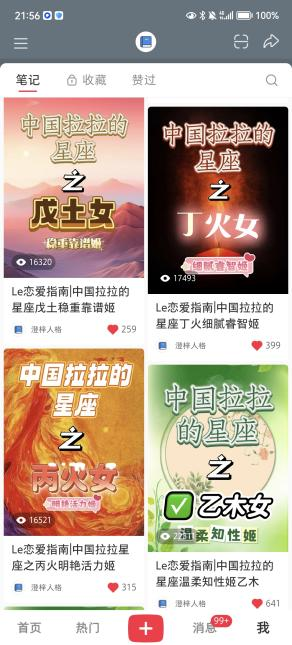 21:56
100%
笔记
收藏
赞过
中国拉拉的
星座
之
戊土女
稳重靠谱姬
16320
Le恋爱指南|中国拉拉的
星座戊土稳重靠谱姬
澄梓人格
259
中国拉拉的
星座
之
丁火女
细腻睿智姬
17493
Le恋爱指南|中国拉拉的
星座丁火细腻睿智姬
澄梓人格
399
中国拉拉的
星座
之
丙火女
明艳活力姬
16521
Le恋爱指南|中国拉拉星
座之丙火明艳活力姬
澄梓人格
315
中国拉拉
的星座
之
乙木女
温柔知性姬
Le恋爱指南|中国拉拉的
星座温柔知性姬乙木
澄梓人格
641
首页
热门
消息
99+
我